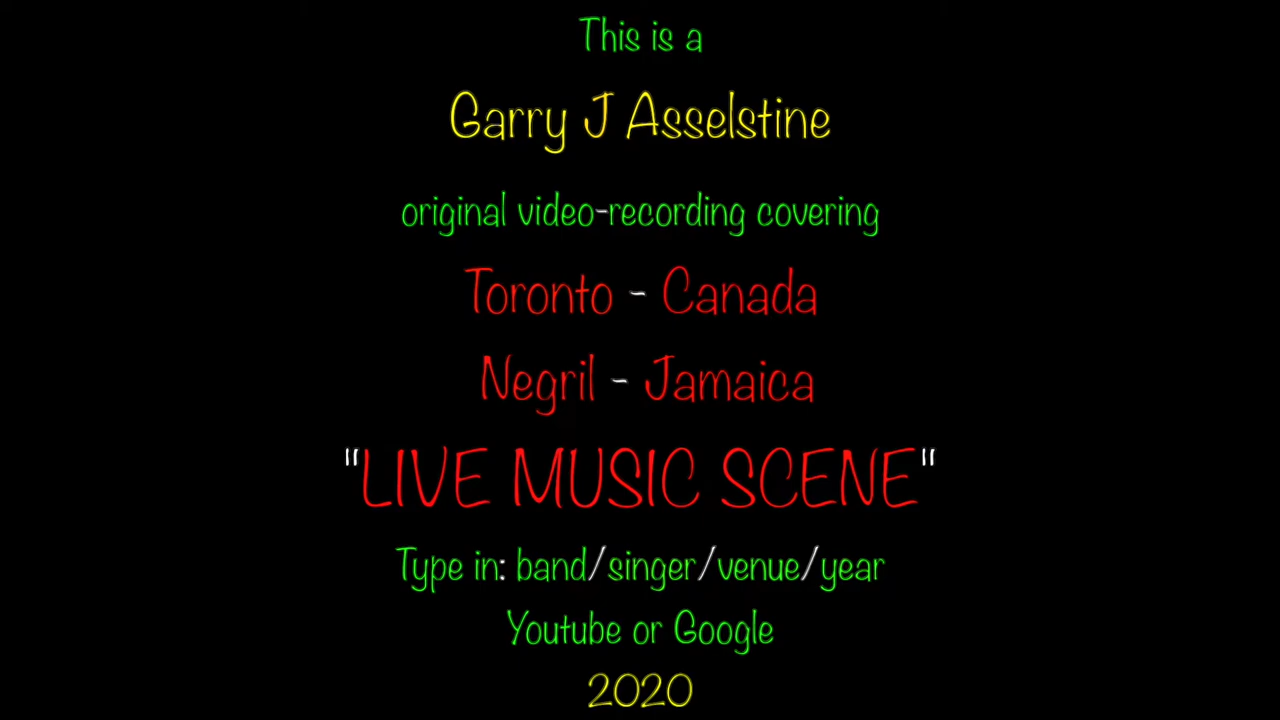 This is a
Garry J Asselstine
original video-recording covering
Toronto - Canada
Negril - Jamaica
"LIVE MUSIC SCENE"
Type in: band/singer/venue/year
Youtube or Google
2020